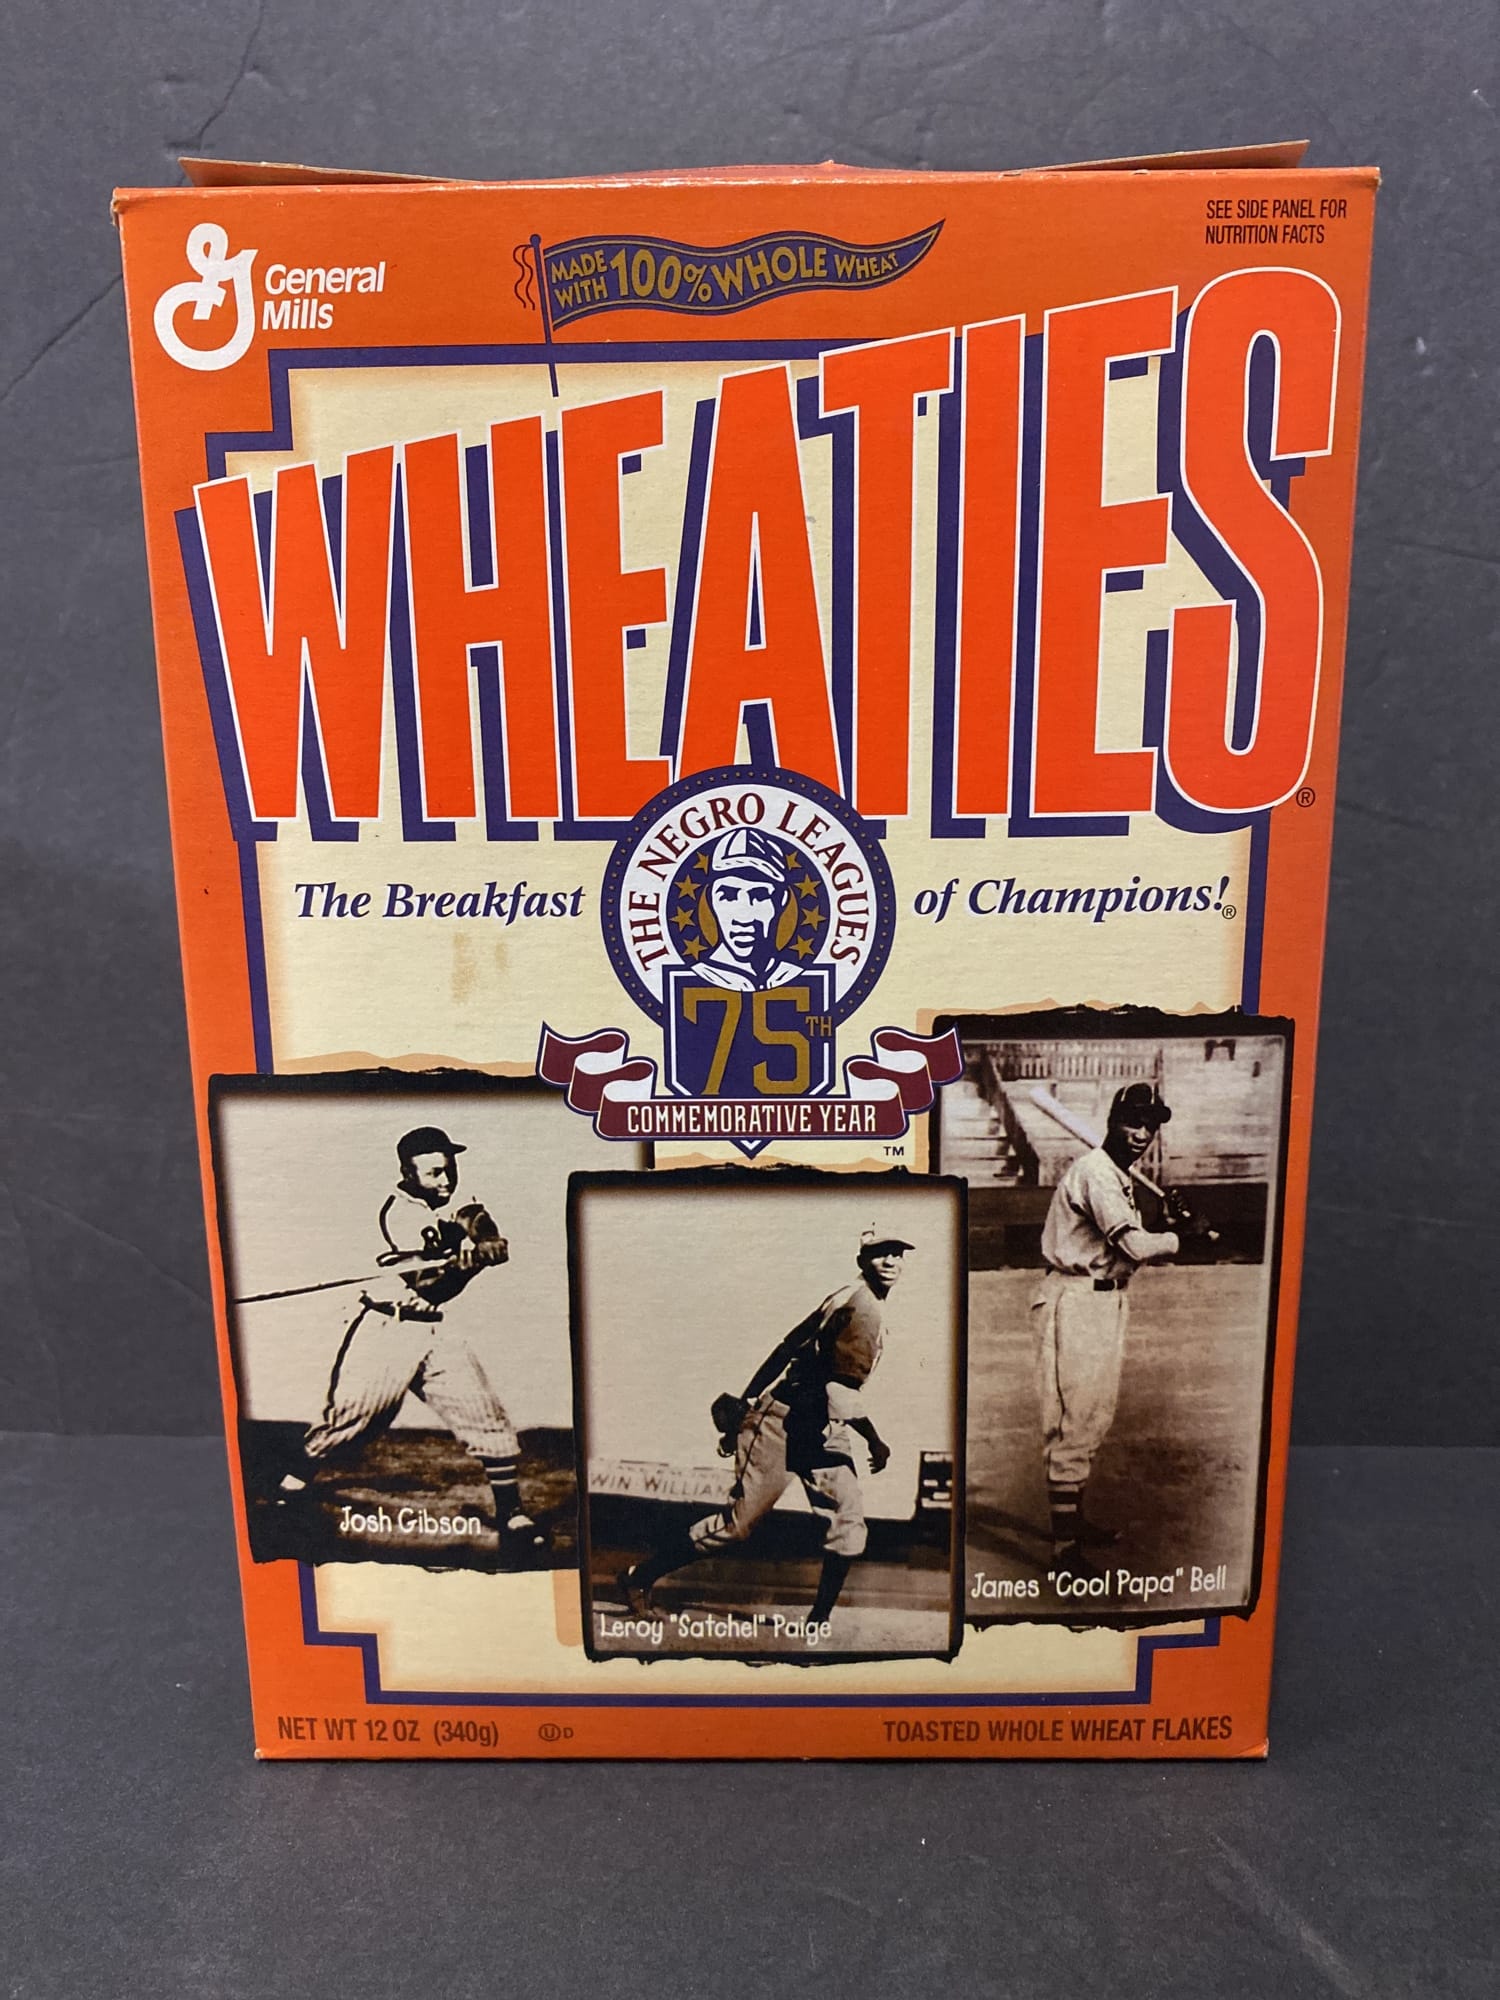 SEE SIDE PANEL FOR
NUTRITION FACTS
General
Mills
MADE
WITH 100% WHOLE WHEAT
WHEATIES®
The Breakfast of Champions!®
THE NEGRO LEAGUES
75TH
COMMEMORATIVE YEAR
TM
Josh Gibson
WIN WILLIAM
Leroy "Satchel" Paige
James "Cool Papa" Bell
NET WT 12 OZ (340g) Ⓤ D
TOASTED WHOLE WHEAT FLAKES